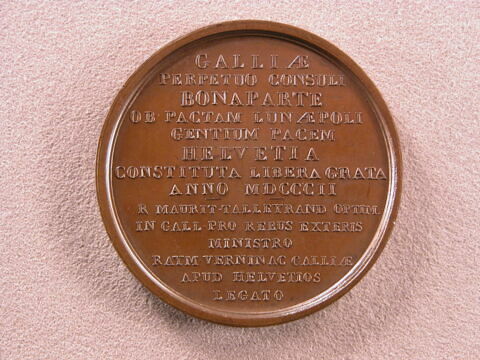 GALLIÆ
PERPETUO CONSULI
BONAPARTE
OB PACTAM LUNÆPOLI
GENTIUM PACEM
HELVETIA
CONSTITUTA LIBERA GRATA
ANNO MDCCCII
R MAURIT-TALLEYRAND OPTIM
IN GALL PRO REBUS EXTERIS
MINISTRO
RAYM VERNINAC GALLIÆ
APUD HELVETIOS
LEGATO